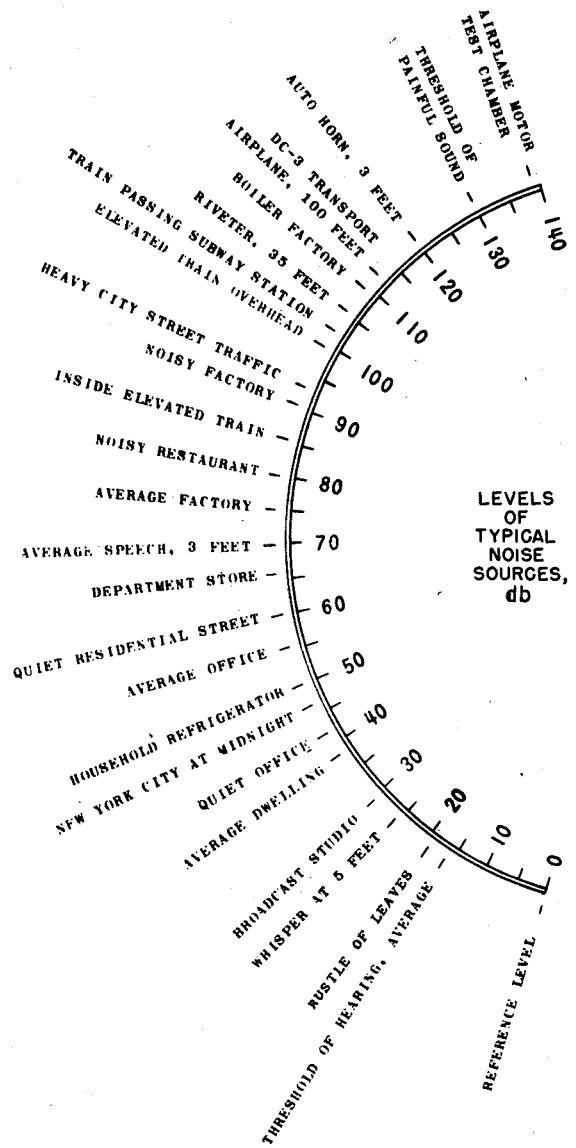 AIRPLANE MOTOR
TEST CHAMBER
THRESHOLD OF
PAINFUL SOUND
AUTO HORN, 3 FEET
DC-3 TRANSPORT
AIRPLANE, 100 FEET
BOILER FACTORY
RIVETER, 35 FEET
TRAIN PASSING SUBWAY STATION
ELEVATED TRAIN OVERHEAD
HEAVY CITY STREET TRAFFIC
NOISY FACTORY
INSIDE ELEVATED TRAIN
NOISY RESTAURANT
AVERAGE FACTORY
AVERAGE SPEECH, 3 FEET
DEPARTMENT STORE
QUIET RESIDENTIAL STREET
AVERAGE OFFICE
HOUSEHOLD REFRIGERATOR
NEW YORK CITY AT MIDNIGHT
QUIET OFFICE
AVERAGE DWELLING
BROADCAST STUDIO
WHISPER AT 5 FEET
RUSTLE OF LEAVES
THRESHOLD OF HEARING, AVERAGE
REFERENCE LEVEL
140
130
120
110
100
90
80
70
60
50
40
30
20
10
0
LEVELS
OF
TYPICAL
NOISE
SOURCES,
db